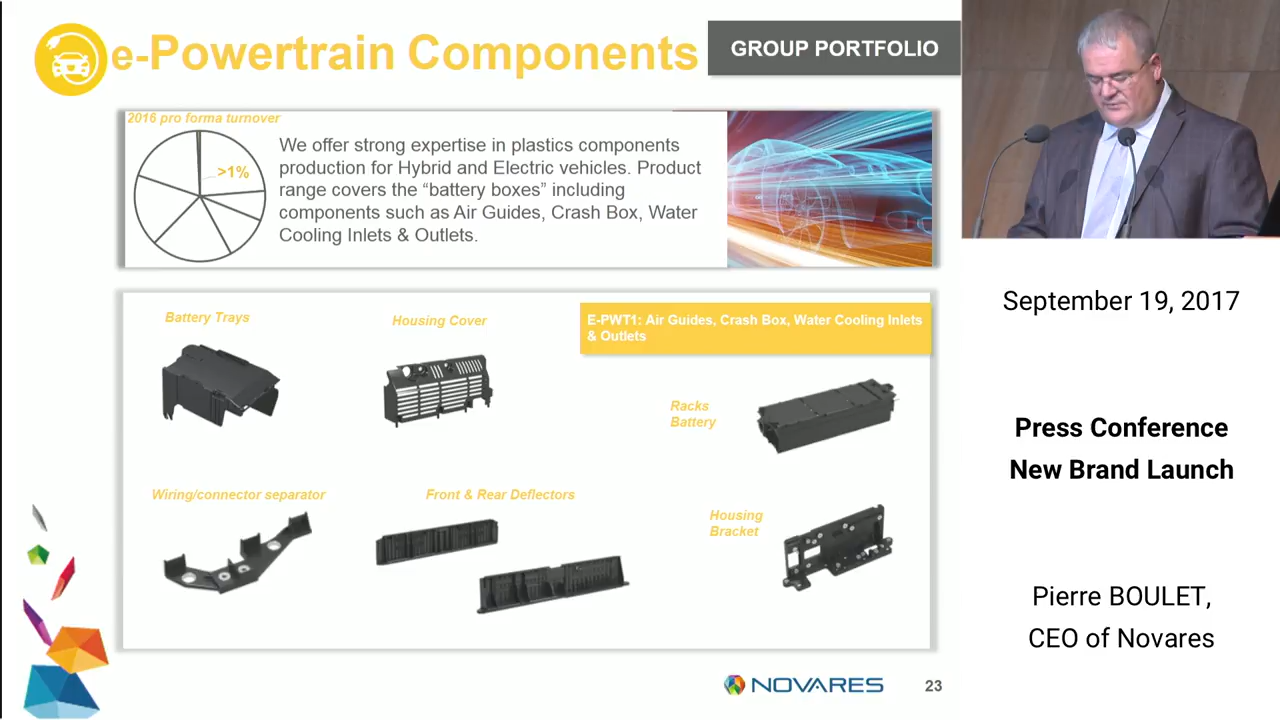 e-Powertrain Components
GROUP PORTFOLIO
2016 pro forma turnover
>1%
We offer strong expertise in plastics components
production for Hybrid and Electric vehicles. Product
range covers the “battery boxes” including
components such as Air Guides, Crash Box, Water
Cooling Inlets & Outlets.
Battery Trays
Housing Cover
E-PWT1: Air Guides, Crash Box, Water Cooling Inlets
& Outlets
Racks
Battery
Wiring/connector separator
Front & Rear Deflectors
Housing
Bracket
NOVARES
23
September 19, 2017
Press Conference
New Brand Launch
Pierre BOULET,
CEO of Novares